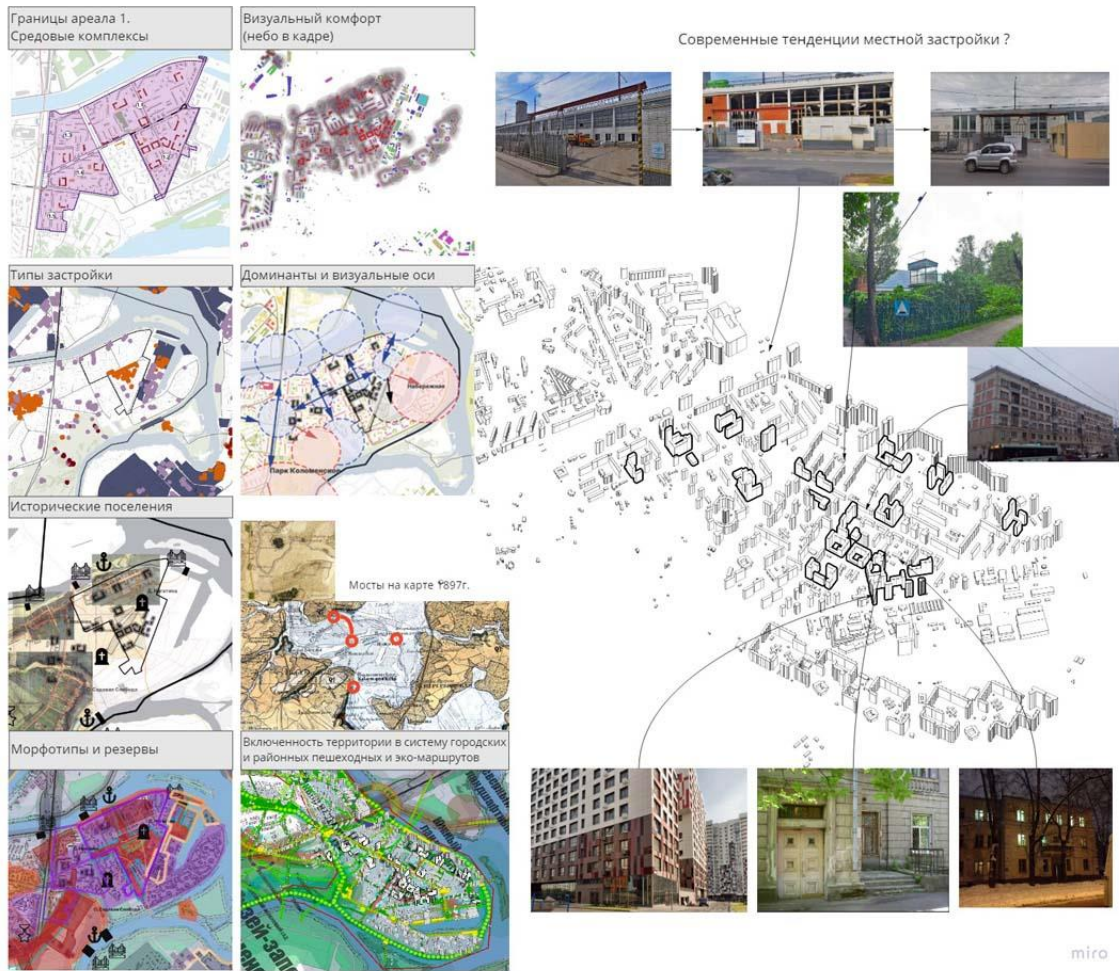 Границы ареала 1.
Средовые комплексы
Визуальный комфорт
(небо в кадре)
Современные тенденции местной застройки ?
Типы застройки
Доминанты и визуальные оси
Набережная
Парк Коломенское
Исторические поселения
Мосты на карте 1897г.
Морфотипы и резервы
Включенность территории в систему городских
и районных пешеходных и эко-маршрутов
miro